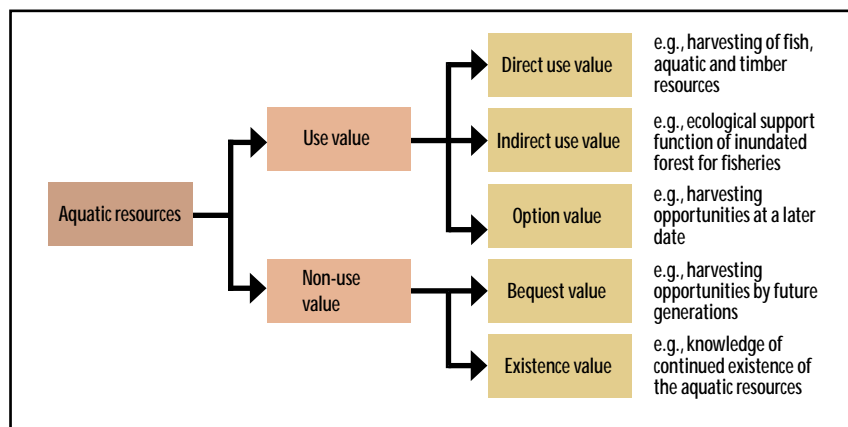 Aquatic resources
Use value
Non-use
value
Direct use value
e.g., harvesting of fish,
aquatic and timber
resources
Indirect use value
e.g., ecological support
function of inundated
forest for fisheries
Option value
e.g., harvesting
opportunities at a later
date
Bequest value
e.g., harvesting
opportunities by future
generations
Existence value
e.g., knowledge of
continued existence of
the aquatic resources